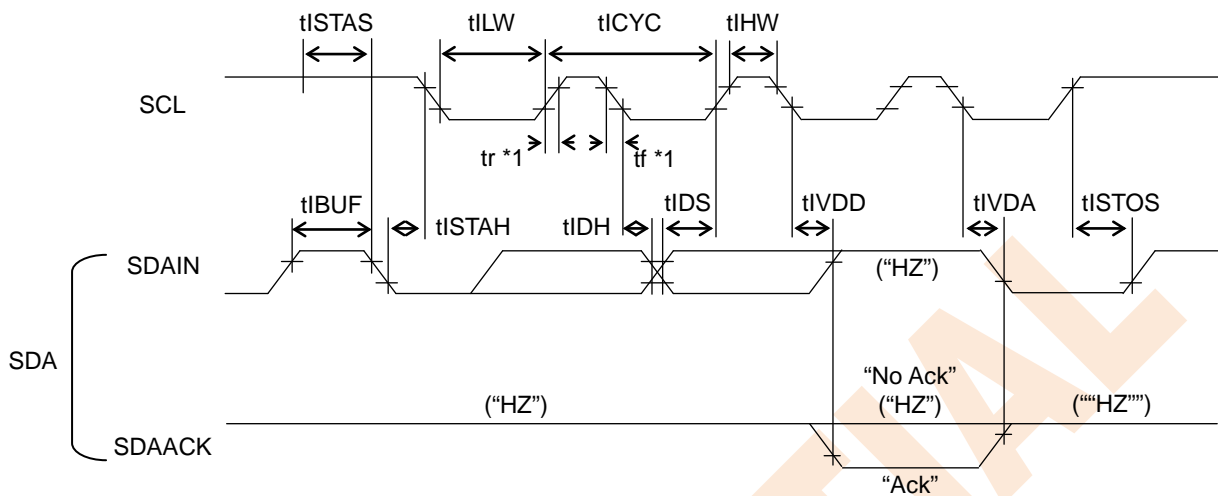 tISTAS
tILW
tICYC
tIHW
SCL
tr *1
tf *1
tIBUF
tISTAH
tIDH
tIDS
tIVDD
tIVDA
tISTOS
SDAIN
(“HZ”)
SDA
“No Ack”
(“HZ”)
(“HZ”)
(““HZ””)
SDAACK
“Ack”
TIAL